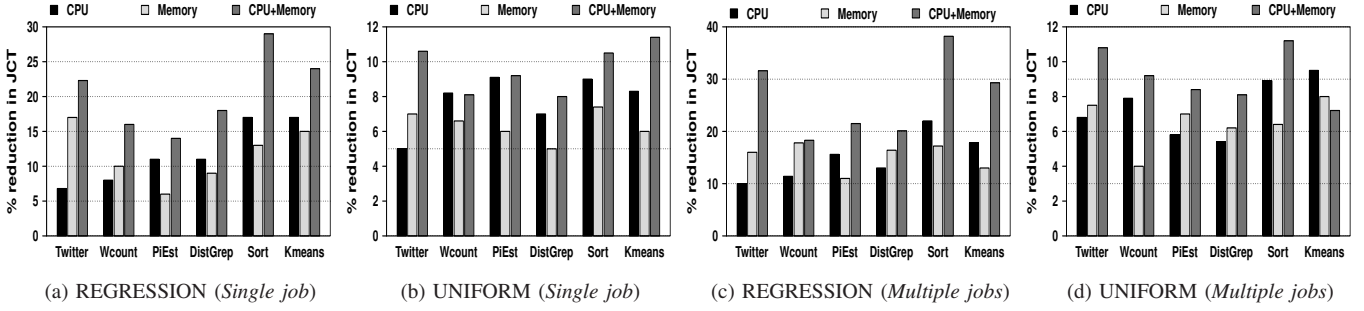 CPU Memory CPU+Memory
% reduction in JCT
30
25
20
15
10
5
0
Twitter Wcount PiEst DistGrep Sort Kmeans
(a) REGRESSION (Single job)
CPU Memory CPU+Memory
% reduction in JCT
12
10
8
6
4
2
0
Twitter Wcount PiEst DistGrep Sort Kmeans
(b) UNIFORM (Single job)
CPU Memory CPU+Memory
% reduction in JCT
40
30
20
10
0
Twitter Wcount PiEst DistGrep Sort Kmeans
(c) REGRESSION (Multiple jobs)
CPU Memory CPU+Memory
% reduction in JCT
12
10
8
6
4
2
0
Twitter Wcount PiEst DistGrep Sort Kmeans
(d) UNIFORM (Multiple jobs)